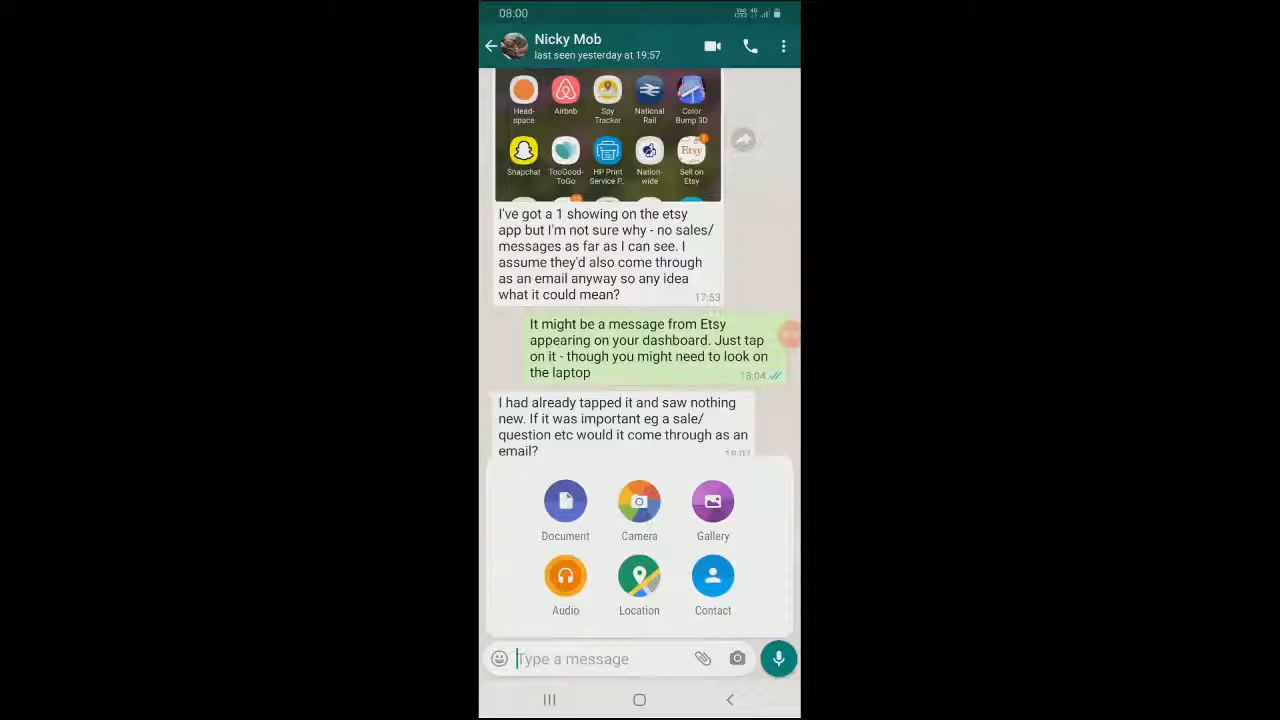 08:00
Nicky Mob
last seen yesterday at 19:57
Head-
space
Airbnb
Spy
Tracker
National
Rail
Color
Bump 3D
Snapchat
TooGood-
ToGo
HP Print
Service P..
Nation-
wide
Etsy
1
Sell on
Etsy
I've got a 1 showing on the etsy
app but I'm not sure why - no sales/
messages as far as I can see. I
assume they'd also come through
as an email anyway so any idea
what it could mean?
17:53
It might be a message from Etsy
appearing on your dashboard. Just tap
on it - though you might need to look on
the laptop
18:04
I had already tapped it and saw nothing
new. If it was important eg a sale/
question etc would it come through as an
email?
18:07
Document
Camera
Gallery
Audio
Location
Contact
Type a message